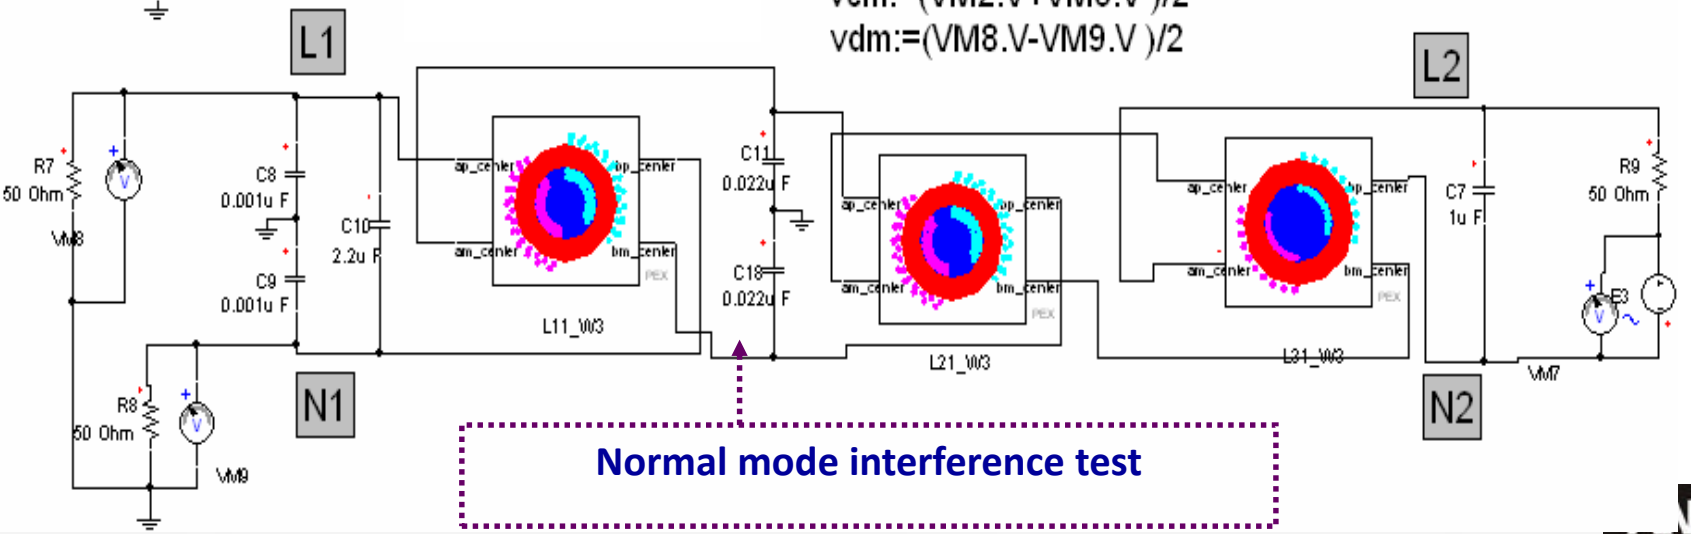 vdm:=(VM8.V-VM9.V )/2
L1
L2
R7
50 Ohm
VM8
C8
0.001u F
C10
2.2u F
C9
0.001u F
ap_center
bp_center
am_center
bm_center
PEX
L11_W3
C11
0.022u F
C18
0.022u F
ap_center
bp_center
am_center
bm_center
PEX
L21_W3
ap_center
bp_center
am_center
bm_center
PEX
L31_W3
C7
1u F
R9
50 Ohm
E3
VM7
R8
50 Ohm
VM9
N1
N2
V
V
V
Normal mode interference test